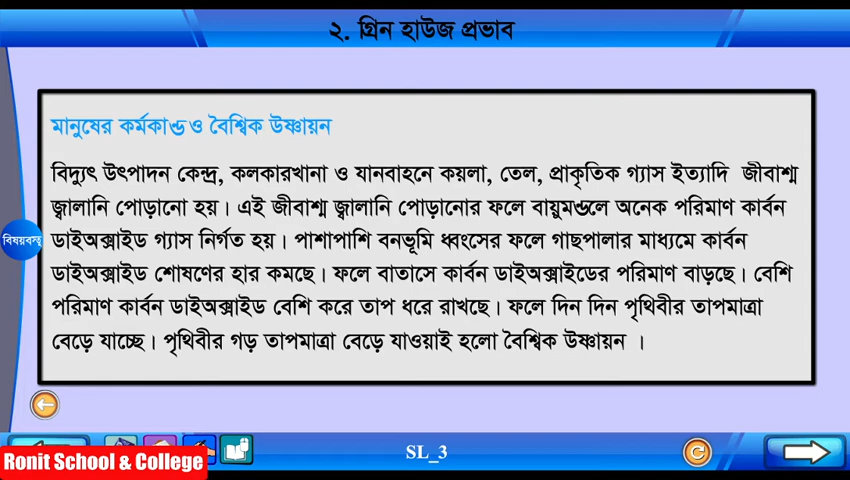 ২. গ্রিন হাউজ প্রভাব
মানুষের কর্মকাণ্ড ও বৈশ্বিক উষ্ণায়ন
বিদ্যুৎ উৎপাদন কেন্দ্র, কলকারখানা ও যানবাহনে কয়লা, তেল, প্রাকৃতিক গ্যাস ইত্যাদি জীবাশ্ম
জ্বালানি পোড়ানো হয়। এই জীবাশ্ম জ্বালানি পোড়ানোর ফলে বায়ুমণ্ডলে অনেক পরিমাণ কার্বন
ডাইঅক্সাইড গ্যাস নির্গত হয়। পাশাপাশি বনভূমি ধ্বংসের ফলে গাছপালার মাধ্যমে কার্বন
ডাইঅক্সাইড শোষণের হার কমছে। ফলে বাতাসে কার্বন ডাইঅক্সাইডের পরিমাণ বাড়ছে। বেশি
পরিমাণ কার্বন ডাইঅক্সাইড বেশি করে তাপ ধরে রাখছে। ফলে দিন দিন পৃথিবীর তাপমাত্রা
বেড়ে যাচ্ছে। পৃথিবীর গড় তাপমাত্রা বেড়ে যাওয়াই হলো বৈশ্বিক উষ্ণায়ন ।
বিষয়বস্তু
SL_3
Ronit School & College